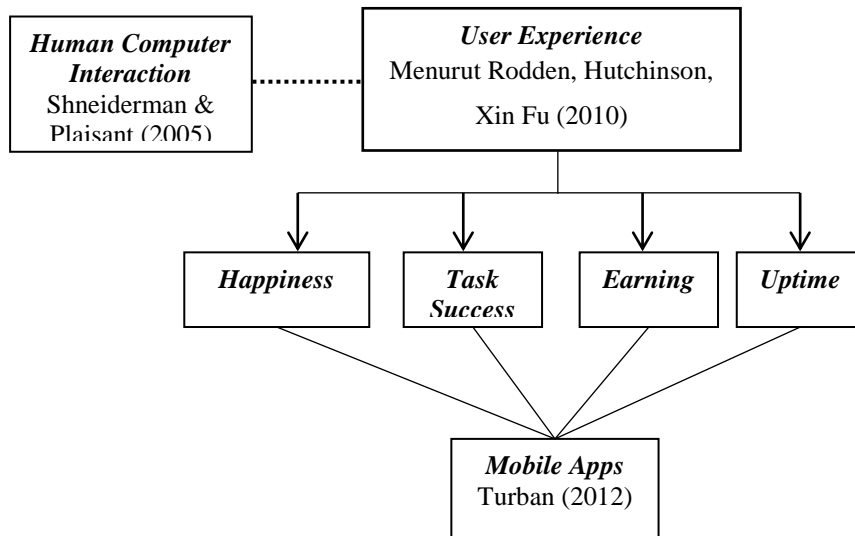 Human Computer
Interaction
Shneiderman &
Plaisant (2005)
User Experience
Menurut Rodden, Hutchinson,
Xin Fu (2010)
Happiness
Task
Success
Earning
Uptime
Mobile Apps
Turban (2012)